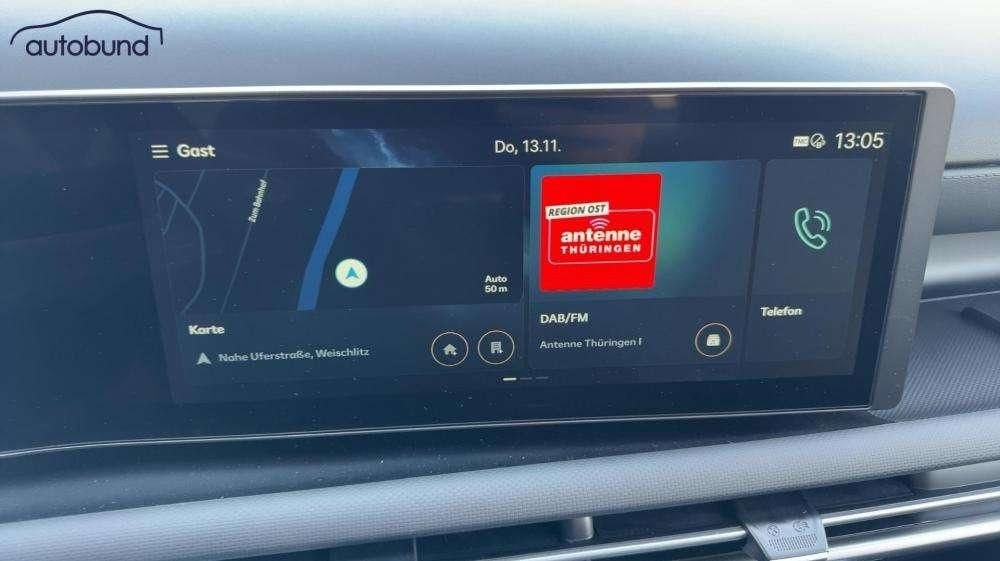 autobund
Gast
Do, 13.11.
13:05
Zum Bahnhof
Auto
50 m
Karte
Nahe Uferstraße, Weischlitz
REGION OST
antenne
THÜRINGEN
DAB/FM
Antenne Thüringen
Telefon